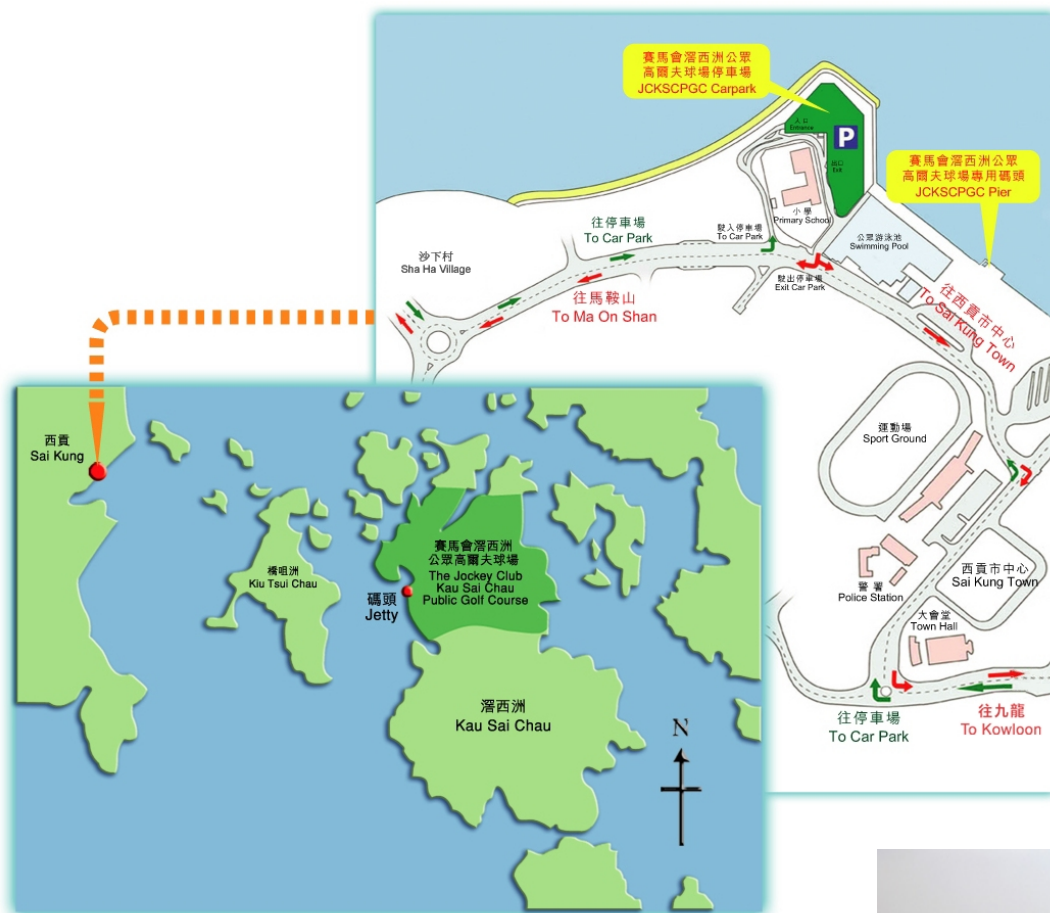 賽馬會滘西洲公眾
高爾夫球場停車場
JCKSCPGC Carpark
入口
Entrance
P
出口
Exit
賽馬會滘西洲公眾
高爾夫球場專用碼頭
JCKSCPGC Pier
小學
Primary School
往停車場
To Car Park
駛入停車場
To Car Park
公眾游泳池
Swimming Pool
沙下村
Sha Ha Village
駛出停車場
Exit Car Park
往馬鞍山
To Ma On Shan
往西貢市中心
To Sai Kung Town
運動場
Sport Ground
西貢
Sai Kung
賽馬會滘西洲
公眾高爾夫球場
The Jockey Club
Kau Sai Chau
Public Golf Course
橋咀洲
Kiu Tsui Chau
碼頭
Jetty
警署
Police Station
西貢市中心
Sai Kung Town
大會堂
Town Hall
滘西洲
Kau Sai Chau
N
往停車場
To Car Park
往九龍
To Kowloon